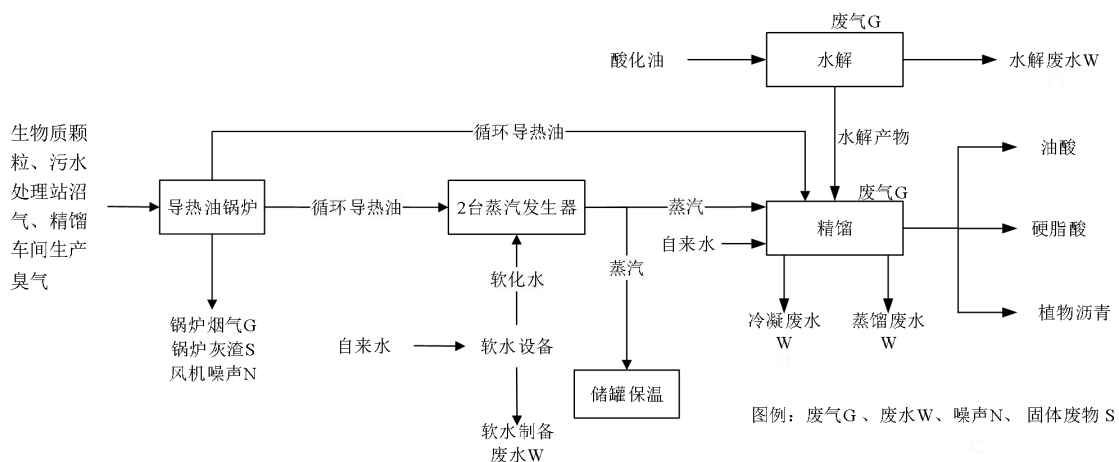 废气G
酸化油
水解
水解废水W
生物质颗
粒、污水
处理站沼
气、精馏
车间生产
臭气
循环导热油
水解产物
油酸
导热油锅炉
循环导热油
2台蒸汽发生器
蒸汽
废气G
精馏
自来水
硬脂酸
软化水
蒸汽
锅炉烟气G
锅炉灰渣S
风机噪声N
自来水
软水设备
冷凝废水
W
蒸馏废水
W
植物沥青
储罐保温
软水制备
废水W
图例：废气G 、废水W、噪声N、 固体废物 S